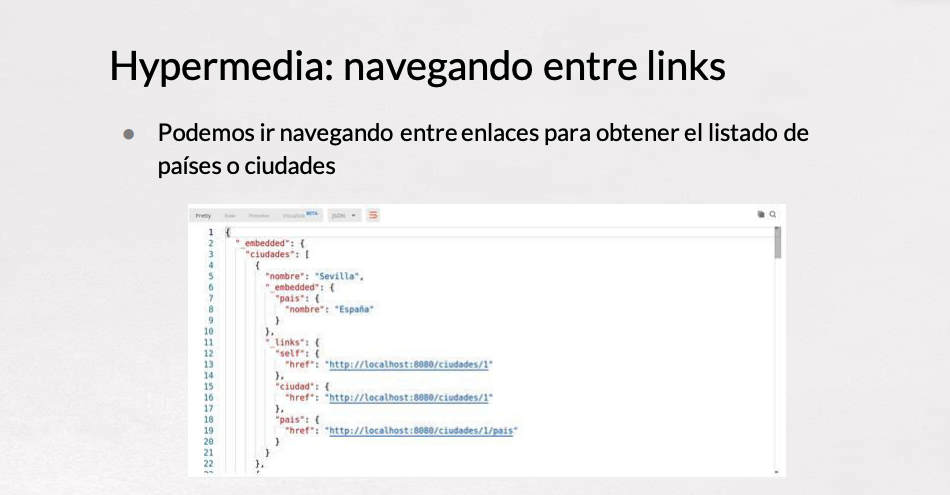 Hypermedia: navegando entre links
Podemos ir navegando entre enlaces para obtener el listado de
países o ciudades
Pretty Raw Preview Visualize BETA JSON
1 {
2 "_embedded": {
3 "ciudades": [
4 {
5 "nombre": "Sevilla",
6 "_embedded": {
7 "pais": {
8 "nombre": "España"
9 }
10 },
11 "_links": {
12 "self": {
13 "href": "http://localhost:8080/ciudades/1"
14 },
15 "ciudad": {
16 "href": "http://localhost:8080/ciudades/1"
17 },
18 "pais": {
19 "href": "http://localhost:8080/ciudades/1/pais"
20 }
21 }
22 },